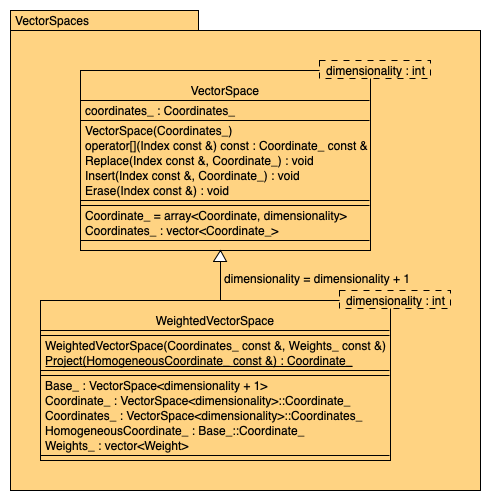 VectorSpaces
dimensionality : int
VectorSpace
coordinates_ : Coordinates_
VectorSpace(Coordinates_)
operator[](Index const &) const : Coordinate_ const &
Replace(Index const &, Coordinate_) : void
Insert(Index const &, Coordinate_) : void
Erase(Index const &) : void
Coordinate_ = array<Coordinate, dimensionality>
Coordinates_ : vector<Coordinate_>
dimensionality = dimensionality + 1
dimensionality : int
WeightedVectorSpace
WeightedVectorSpace(Coordinates_ const &, Weights_ const &)
Project(HomogeneousCoordinate_ const &) : Coordinate_
Base_ : VectorSpace<dimensionality + 1>
Coordinate_ : VectorSpace<dimensionality>::Coordinate_
Coordinates_ : VectorSpace<dimensionality>::Coordinates_
HomogeneousCoordinate_ : Base_::Coordinate_
Weights_ : vector<Weight>